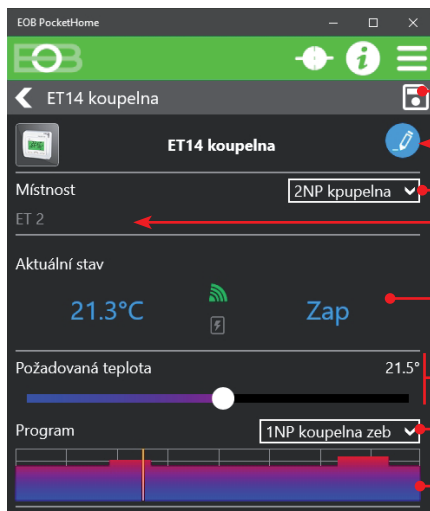 EOB PocketHome
EOB
ET14 koupelna
ET14 koupelna
Místnost 2NP kpupelna
ET 2
Aktuální stav
21.3°C Zap
Požadovaná teplota 21.5°
Program 1NP koupelna zeb